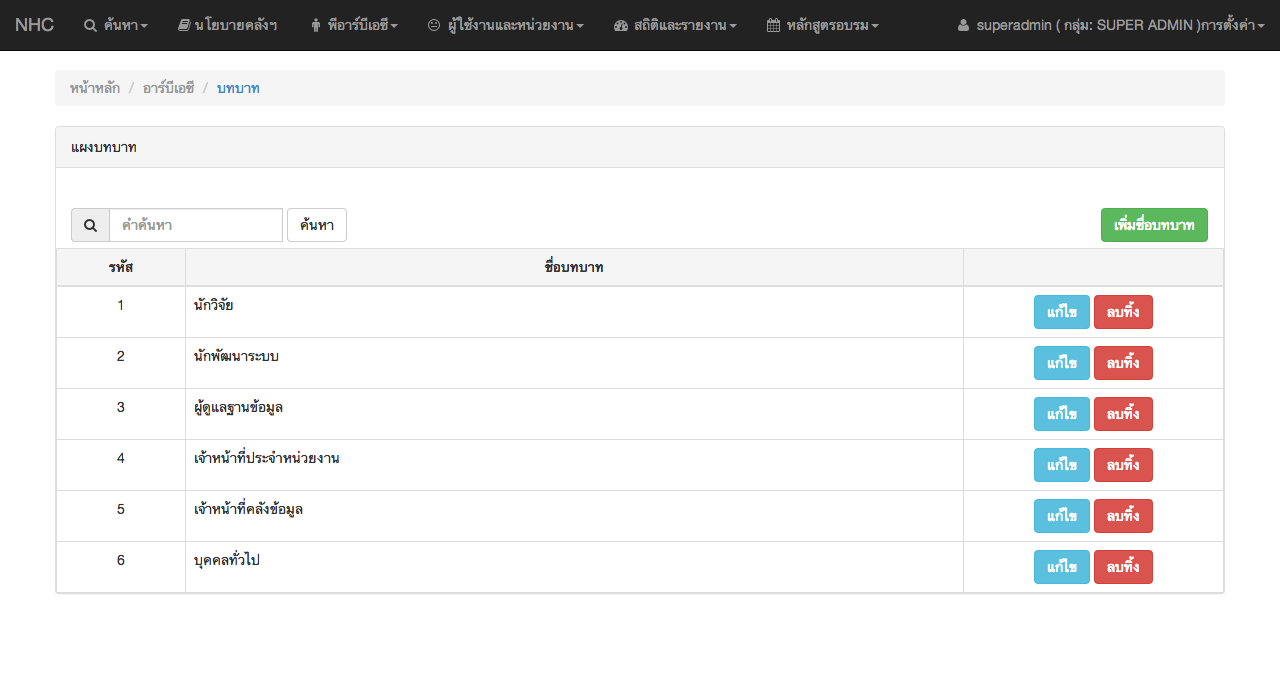 NHC ค้นหา นโยบายคลังฯ พีอาร์บีเอซี ผู้ใช้งานและหน่วยงาน สถิติและรายงาน หลักสูตรอบรม superadmin ( กลุ่ม: SUPER ADMIN )การตั้งค่า
หน้าหลัก / อาร์บีเอซี / บทบาท
แผงบทบาท
คำค้นหา ค้นหา เพิ่มชื่อบทบาท
รหัส ชื่อบทบาท
1 นักวิจัย แก้ไข ลบทิ้ง
2 นักพัฒนาระบบ แก้ไข ลบทิ้ง
3 ผู้ดูแลฐานข้อมูล แก้ไข ลบทิ้ง
4 เจ้าหน้าที่ประจำหน่วยงาน แก้ไข ลบทิ้ง
5 เจ้าหน้าที่คลังข้อมูล แก้ไข ลบทิ้ง
6 บุคคลทั่วไป แก้ไข ลบทิ้ง